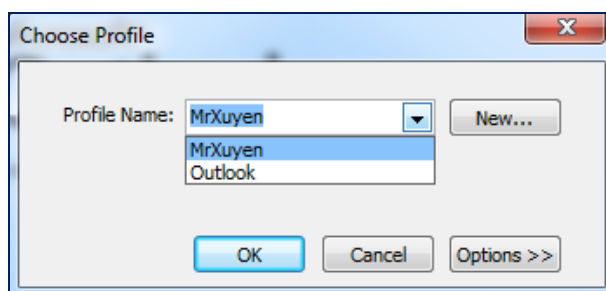 Choose Profile
Profile Name: MrXuyen New...
MrXuyen
Outlook
OK Cancel Options >>